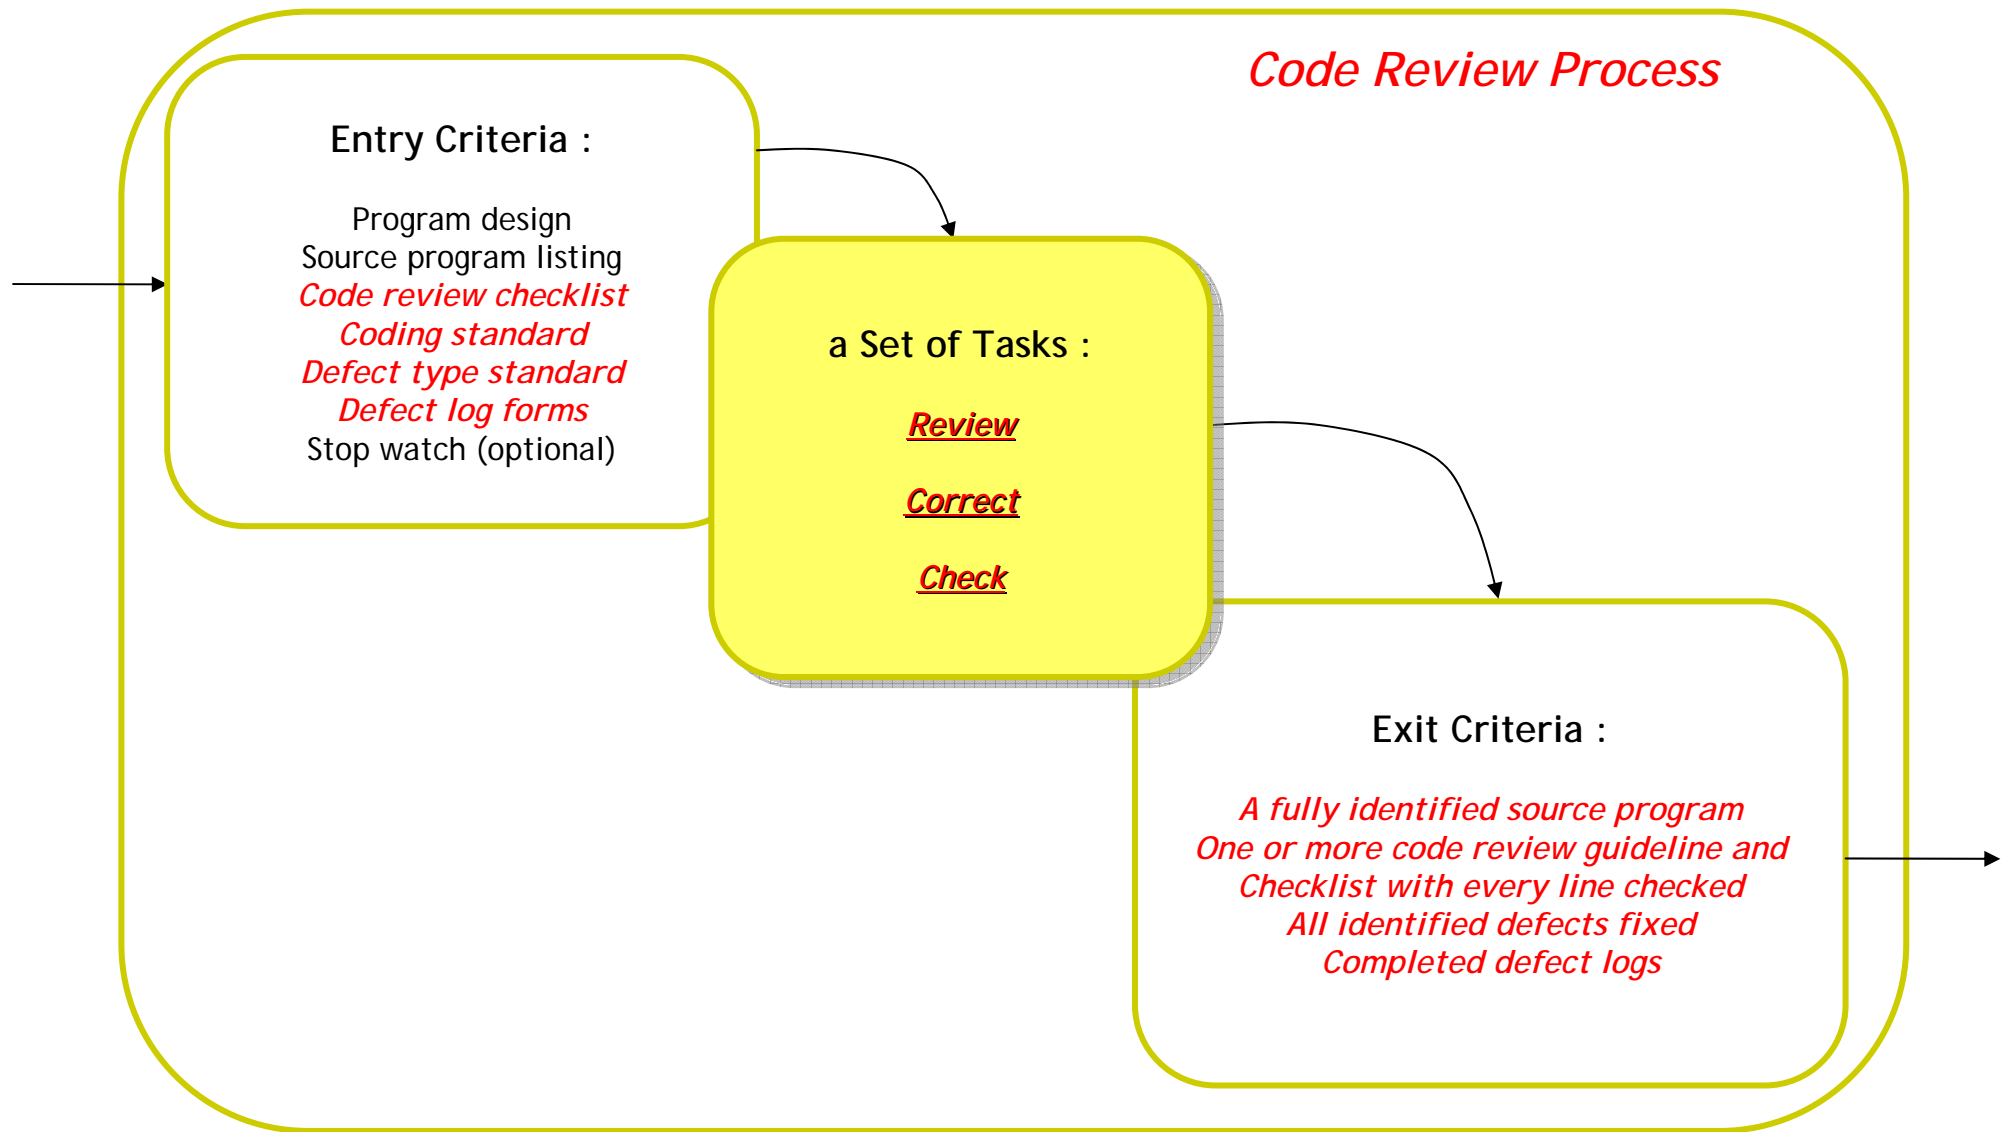 Code Review Process
Entry Criteria :
Program design
Source program listing
Code review checklist
Coding standard
Defect type standard
Defect log forms
Stop watch (optional)
a Set of Tasks :
Review
Correct
Check
Exit Criteria :
A fully identified source program
One or more code review guideline and
Checklist with every line checked
All identified defects fixed
Completed defect logs